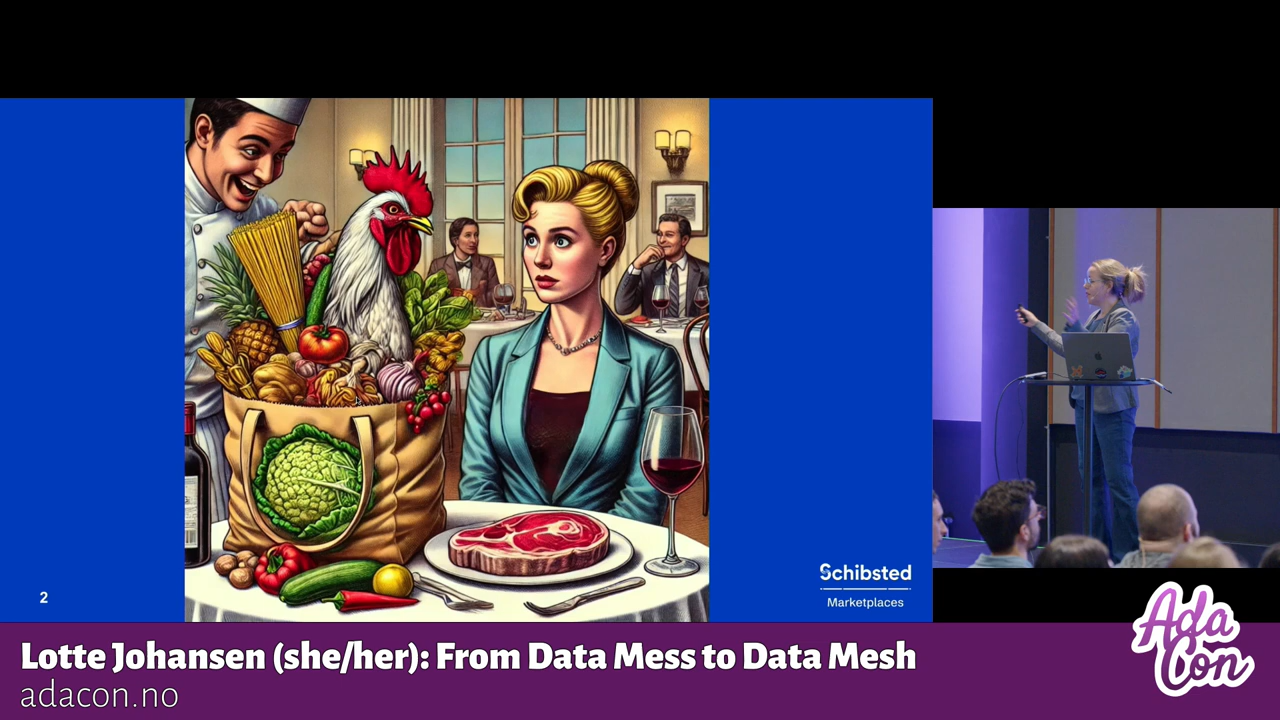 2
Schibsted
Marketplaces
Lotte Johansen (she/her): From Data Mess to Data Mesh
adacon.no
Ada
Con